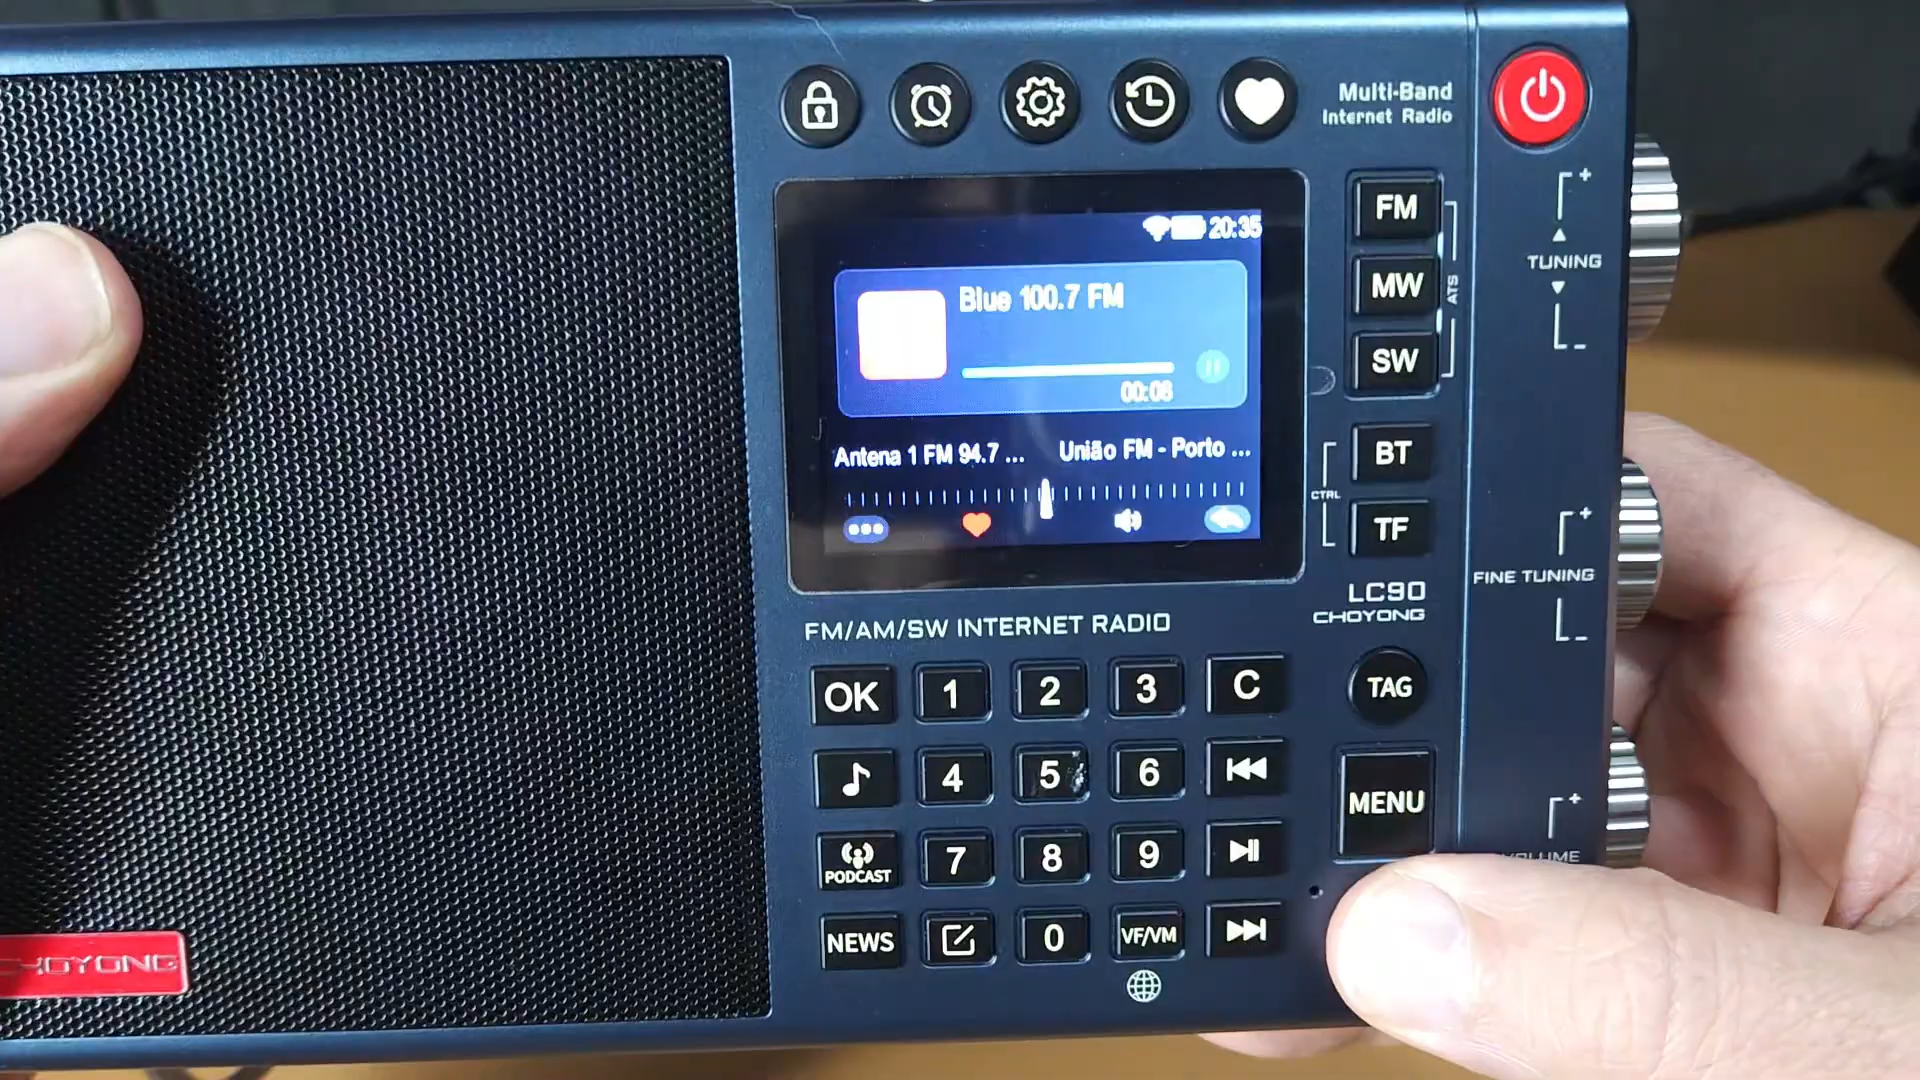 Multi-Band
Internet Radio
20:35
Blue 100.7 FM
00:08
Antena 1 FM 94.7 ...
União FM - Porto ...
FM
MW
SW
ATS
BT
TF
CTRL
LC90
CHOYONG
+
TUNING
-
+
FINE TUNING
-
+
VOLUME
FM/AM/SW INTERNET RADIO
OK 1 2 3 C
TAG
4 5 6
MENU
PODCAST 7 8 9
NEWS 0 VF/VM
CHOYONG